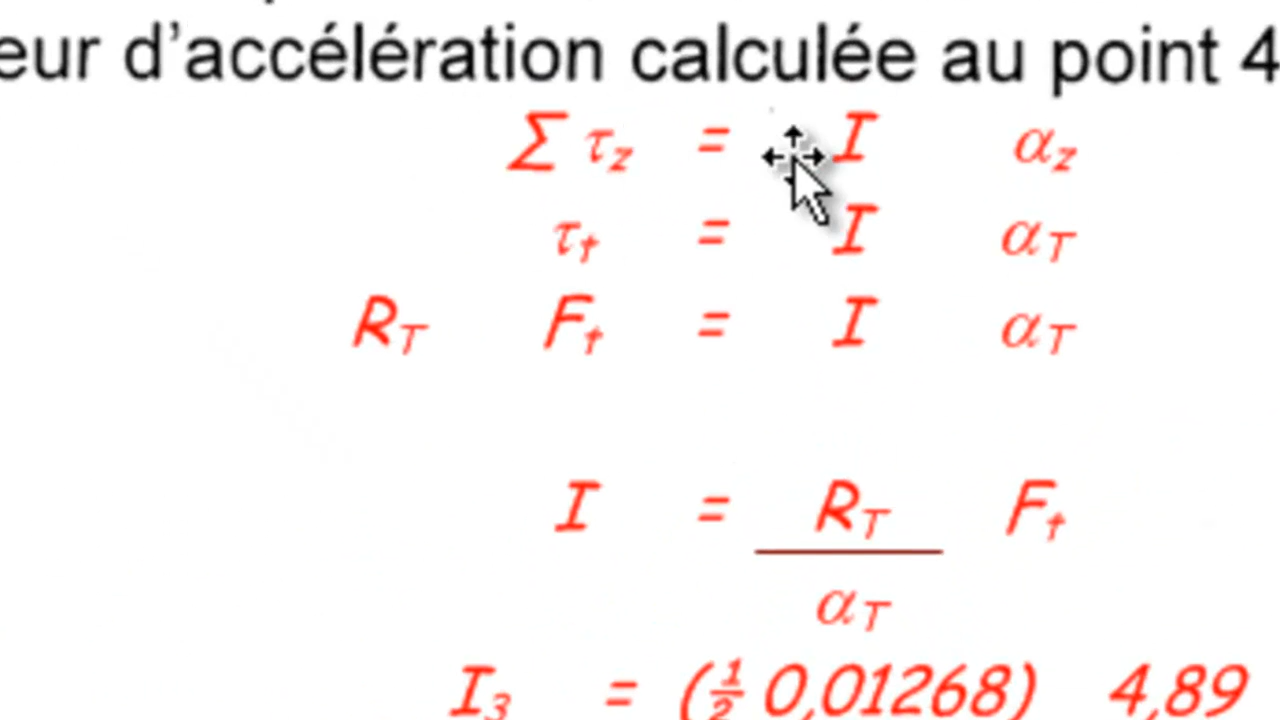 eur d'accélération calculée au point 4
∑ τz = I αz
τt = I αT
RT Ft = I αT
I = RT Ft
αT
I3 = (½ 0,01268) 4,89